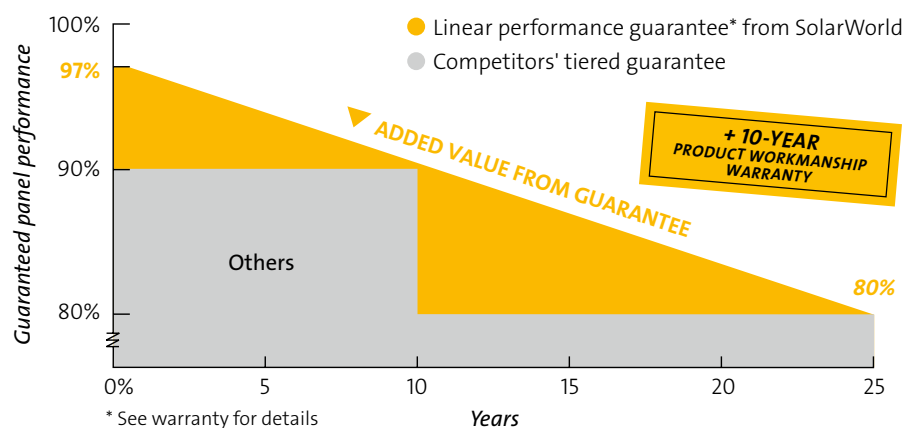 100%
Linear performance guarantee* from SolarWorld
Competitors' tiered guarantee
97%
Guaranteed panel performance
ADDED VALUE FROM GUARANTEE
+ 10-YEAR
PRODUCT WORKMANSHIP
WARRANTY
90%
Others
80%
80%
0%
5
10
15
20
25
* See warranty for details
Years